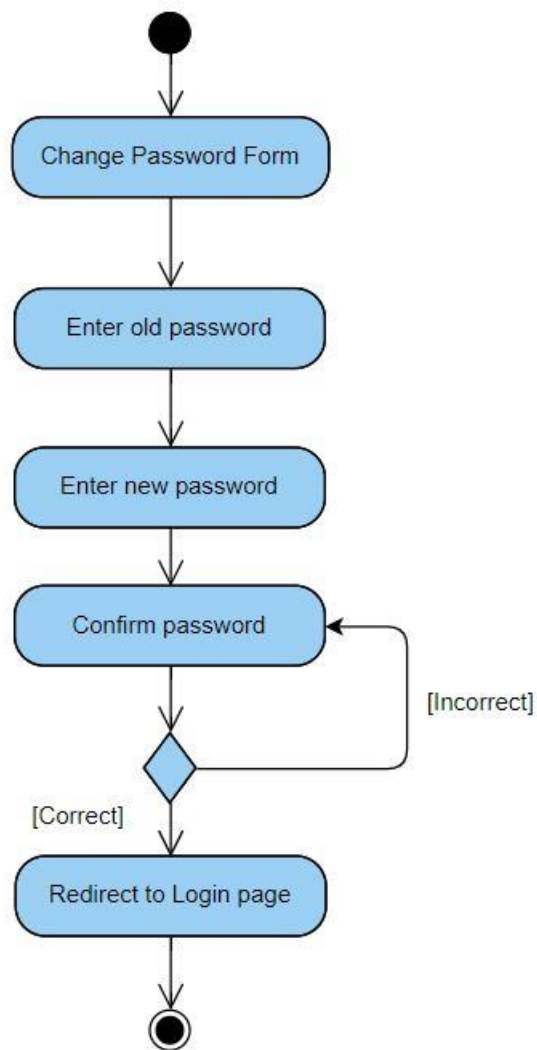 Change Password Form
Enter old password
Enter new password
Confirm password
[Incorrect]
[Correct]
Redirect to Login page